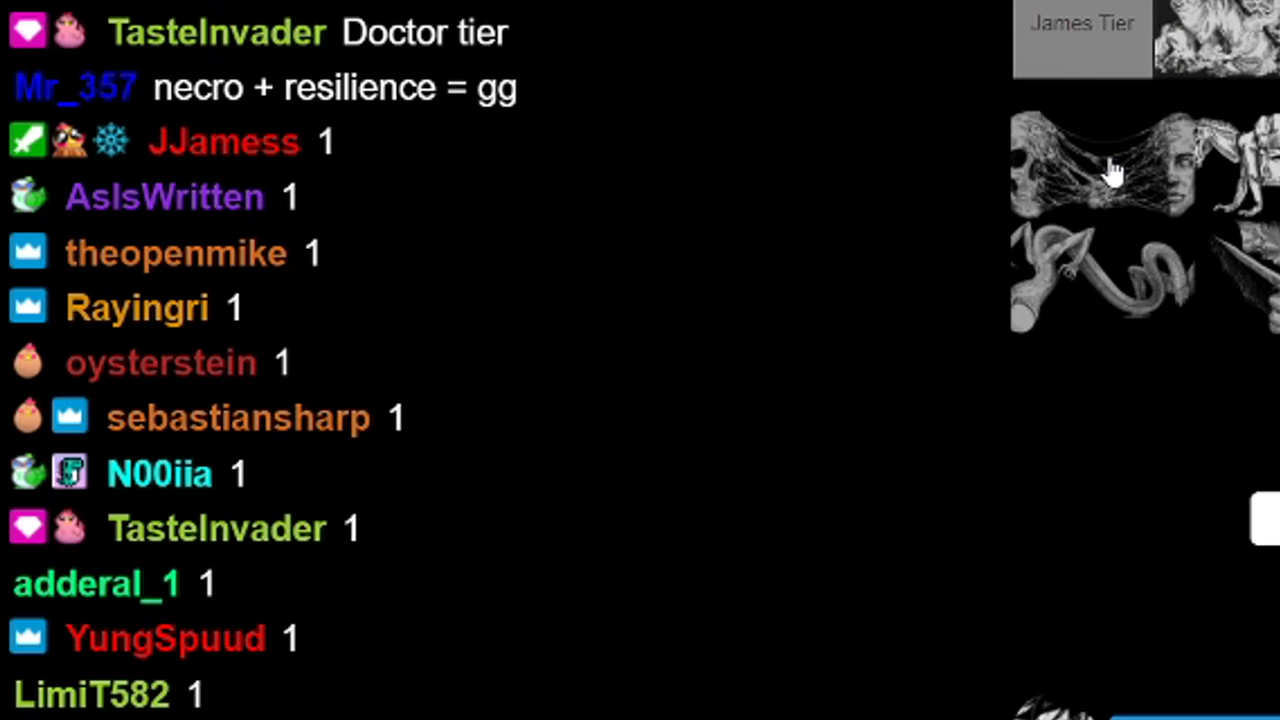 TasteInvader Doctor tier
Mr_357 necro + resilience = gg
JJamess 1
AsIsWritten 1
theopenmike 1
Rayingri 1
oysterstein 1
sebastiansharp 1
N00iia 1
TasteInvader 1
adderal_1 1
YungSpuud 1
LimiT582 1
James Tier